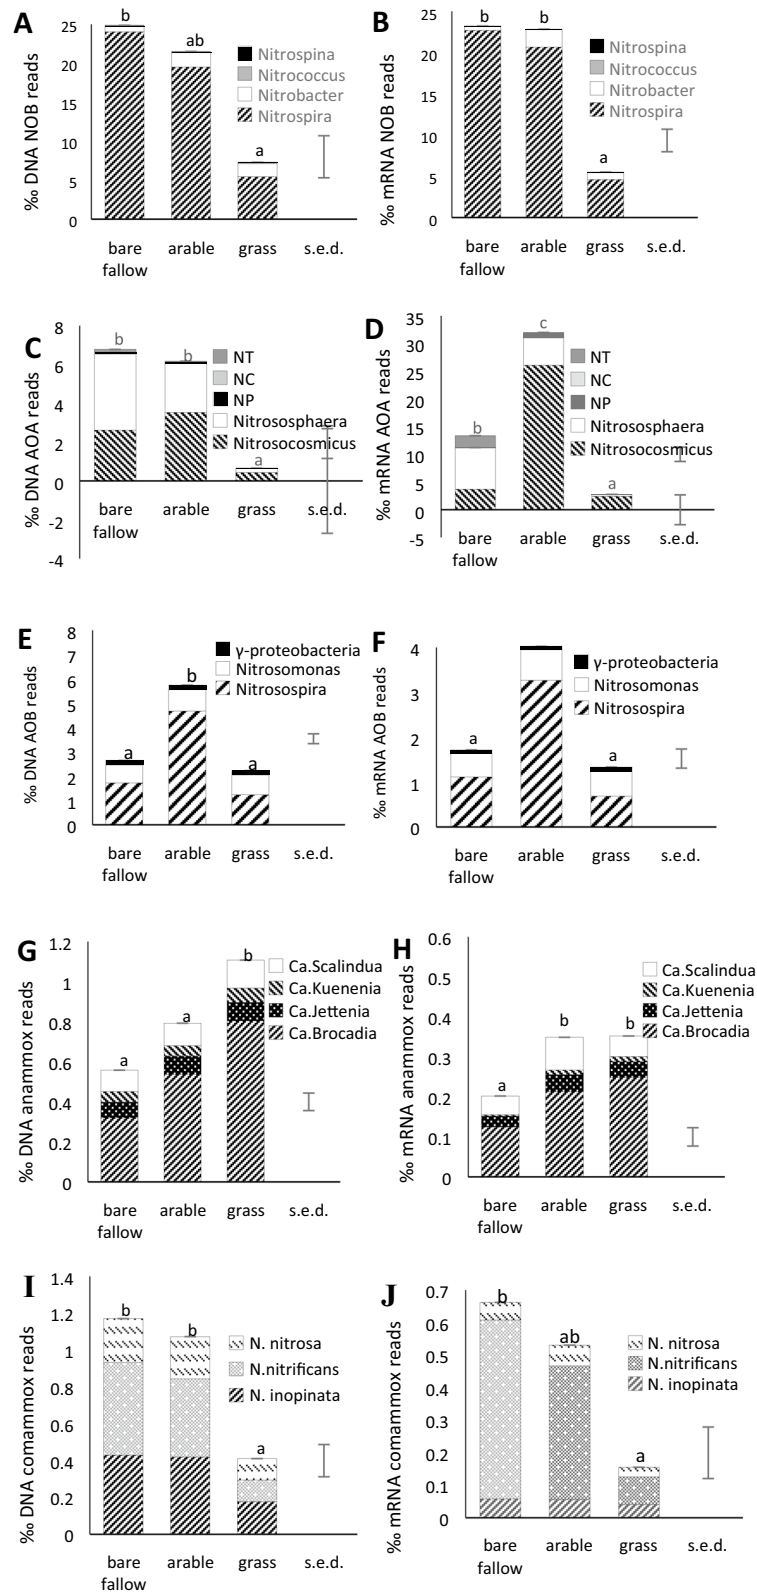 A
‰ DNA NOB reads
25
20
15
10
5
0
b
ab
a
Nitrospina
Nitrococcus
Nitrobacter
Nitrospira
bare fallow
arable
grass
s.e.d.
B
‰ mRNA NOB reads
25
20
15
10
5
0
b
b
a
Nitrospina
Nitrococcus
Nitrobacter
Nitrospira
bare fallow
arable
grass
s.e.d.
C
‰ DNA AOA reads
8
6
4
2
0
-2
-4
b
b
a
NT
NC
NP
Nitrososphaera
Nitrosocosmicus
bare fallow
arable
grass
s.e.d.
D
‰ mRNA AOA reads
35
30
25
20
15
10
5
0
-5
b
c
a
NT
NC
NP
Nitrososphaera
Nitrosocosmicus
bare fallow
arable
grass
s.e.d.
E
‰ DNA AOB reads
8
7
6
5
4
3
2
1
0
a
b
a
γ-proteobacteria
Nitrosomonas
Nitrosospira
bare fallow
arable
grass
s.e.d.
F
‰ mRNA AOB reads
4
3
2
1
0
a
a
γ-proteobacteria
Nitrosomonas
Nitrosospira
bare fallow
arable
grass
s.e.d.
G
‰ DNA anammox reads
1.2
1
0.8
0.6
0.4
0.2
0
a
a
b
Ca.Scalindua
Ca.Kuenenia
Ca.Jettenia
Ca.Brocadia
bare fallow
arable
grass
s.e.d.
H
‰ mRNA anammox reads
0.6
0.5
0.4
0.3
0.2
0.1
0
a
b
b
Ca.Scalindua
Ca.Kuenenia
Ca.Jettenia
Ca.Brocadia
bare fallow
arable
grass
s.e.d.
I
‰ DNA comammox reads
1.4
1.2
1
0.8
0.6
0.4
0.2
0
b
b
a
N. nitrosa
N.nitrificans
N. inopinata
bare fallow
arable
grass
s.e.d.
J
‰ mRNA comammox reads
0.7
0.6
0.5
0.4
0.3
0.2
0.1
0
b
ab
a
N. nitrosa
N.nitrificans
N. inopinata
bare fallow
arable
grass
s.e.d.